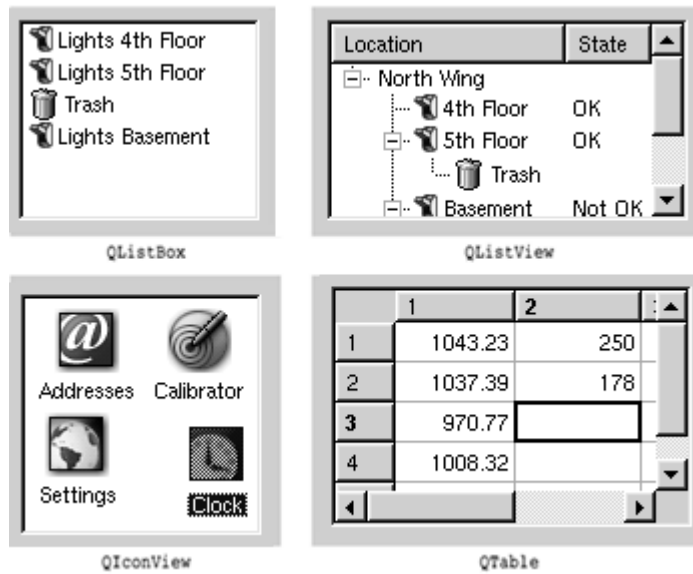 Lights 4th Floor
Lights 5th Floor
Trash
Lights Basement
QListBox
Location State
North Wing
4th Floor OK
5th Floor OK
Trash
Basement Not OK
QListView
Addresses Calibrator
Settings Clock
QIconView
1 2
1 1043.23 250
2 1037.39 178
3 970.77
4 1008.32
QTable